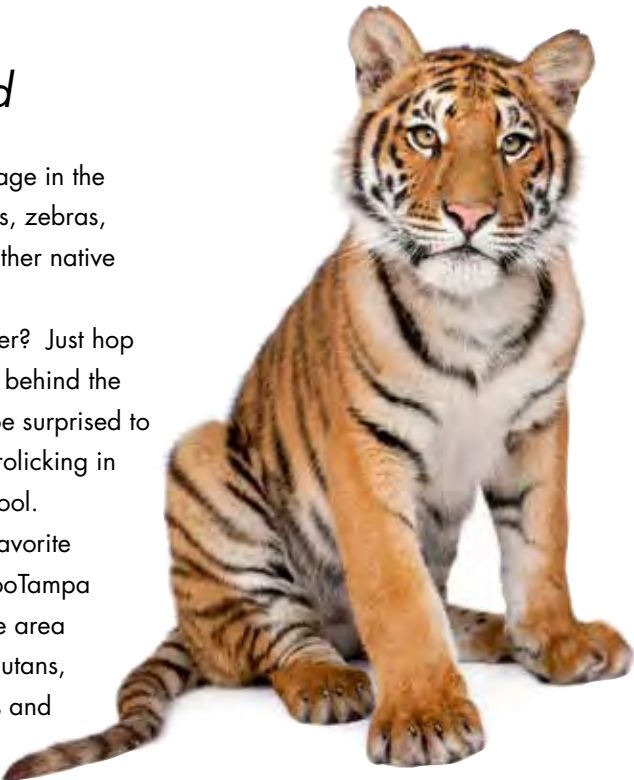 d
age in the
s, zebras,
ther native
er? Just hop
behind the
e surprised to
rolicking in
ool.
avorite
ooTampa
e area
utans,
s and